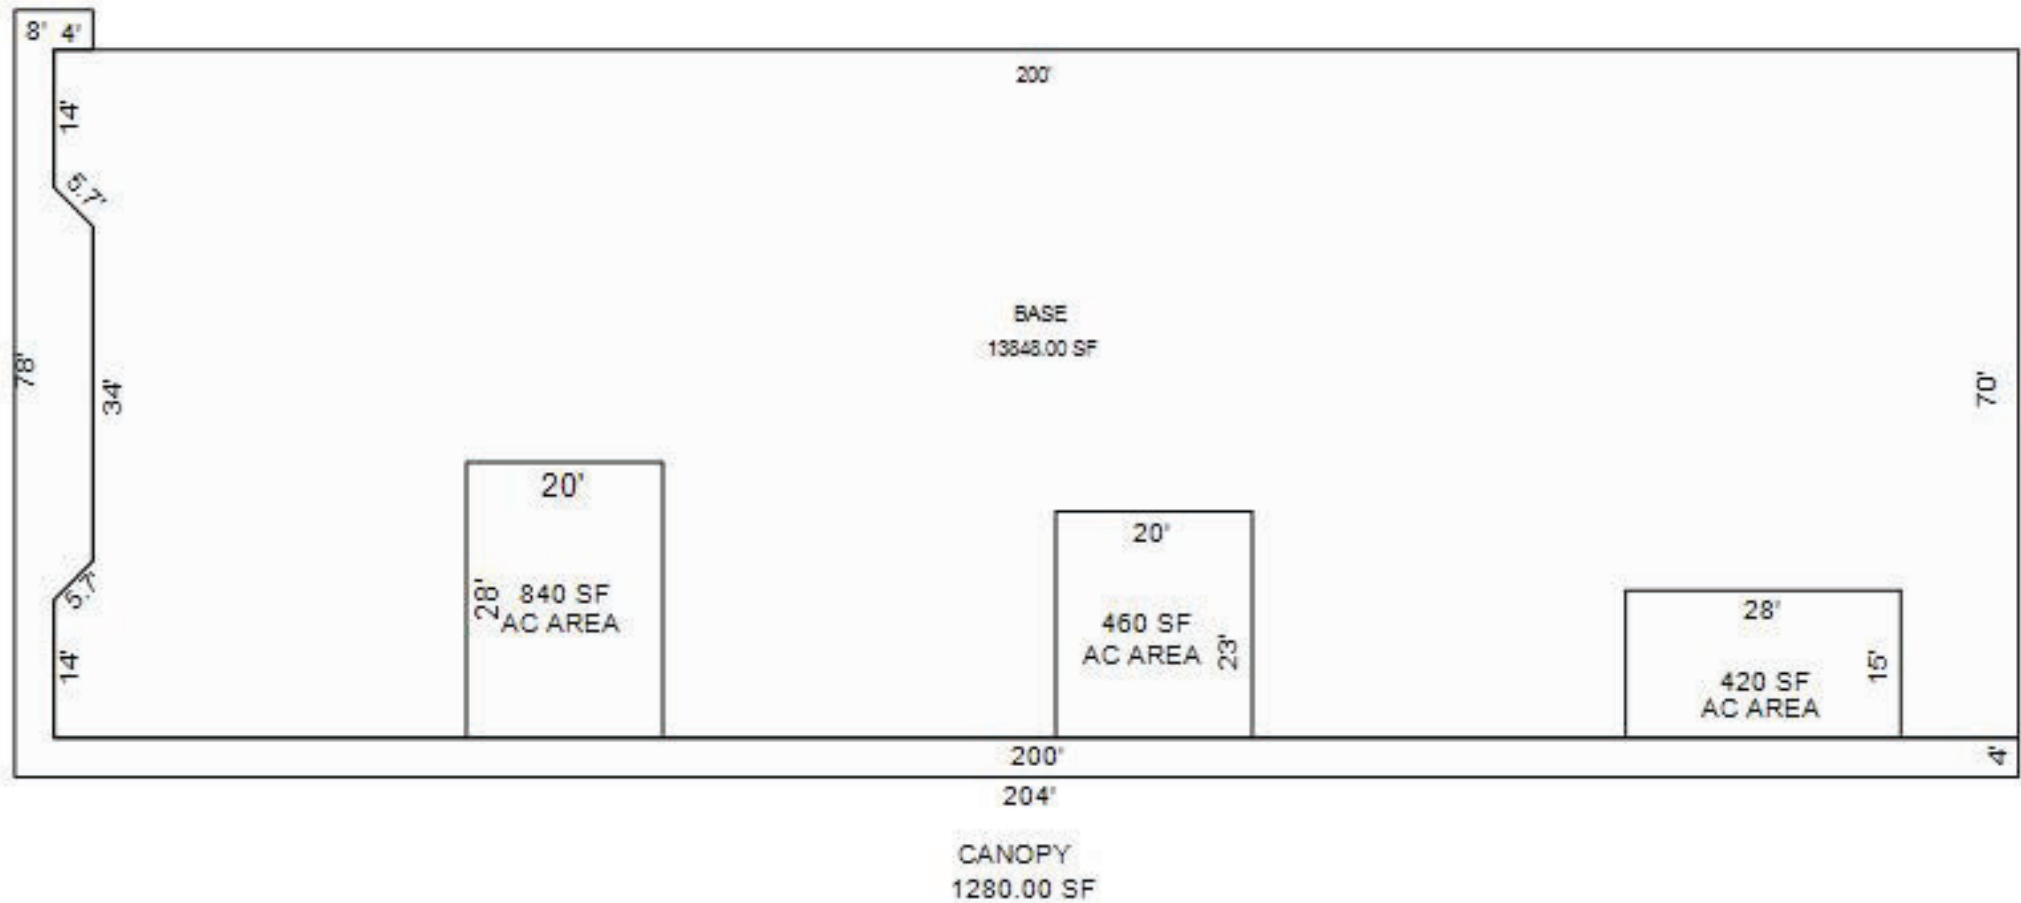 8' 4'
200'
14'
5.7'
BASE
13848.00 SF
78'
34'
70'
20'
20'
28'
840 SF
AC AREA
5.7'
28'
460 SF
AC AREA
23'
15'
14'
420 SF
AC AREA
200'
4'
204'
CANOPY
1280.00 SF